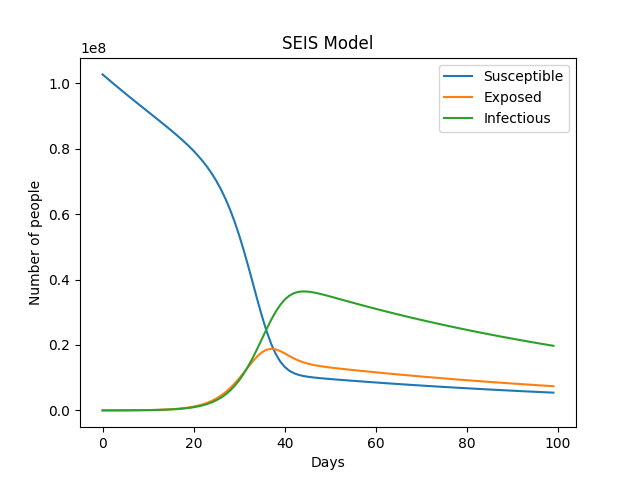 SEIS Model
1e8
Susceptible
Exposed
Infectious
1.0
0.8
0.6
0.4
0.2
0.0
Number of people
0 20 40 60 80 100
Days